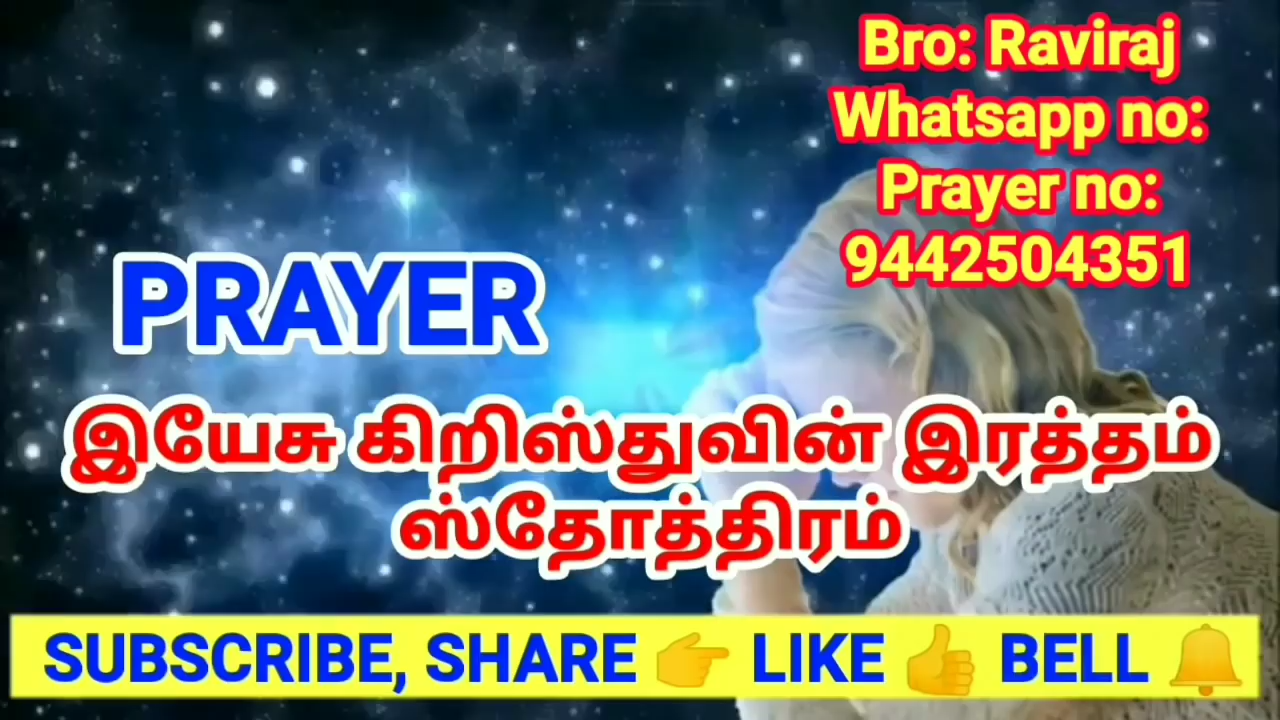 Bro: Raviraj
Whatsapp no:
Prayer no:
9442504351
PRAYER
இயேசு கிறிஸ்துவின் இரத்தம்
ஸ்தோத்திரம்
SUBSCRIBE, SHARE 👉 LIKE 👍 BELL 🔔